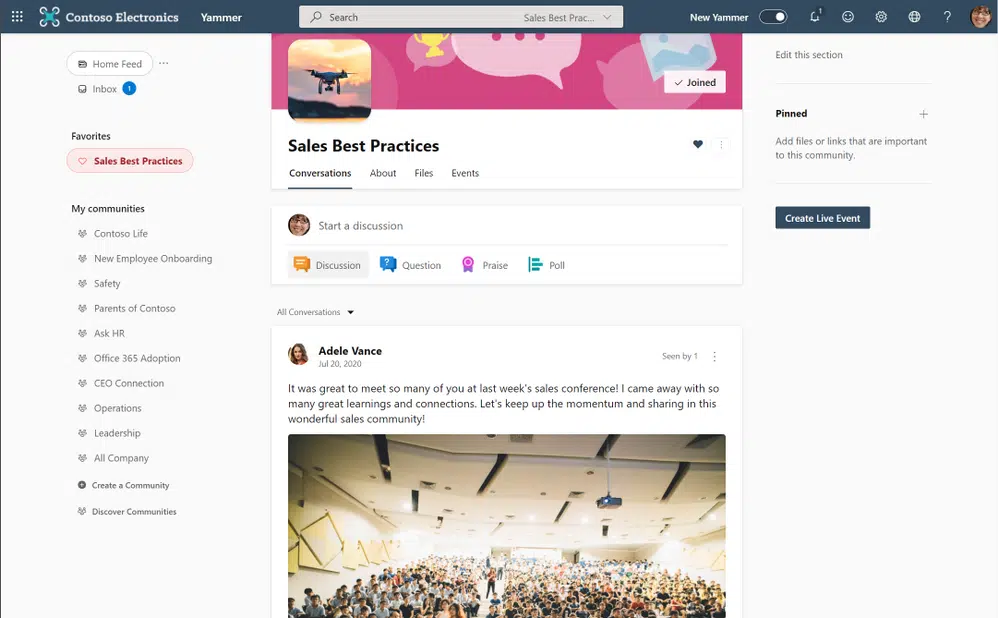 Contoso Electronics
Yammer
Search
Sales Best Prac...
New Yammer
1
?
Home Feed
Inbox 1
Favorites
Sales Best Practices
My communities
Contoso Life
New Employee Onboarding
Safety
Parents of Contoso
Ask HR
Office 365 Adoption
CEO Connection
Operations
Leadership
All Company
Create a Community
Discover Communities
Joined
Sales Best Practices
Conversations About Files Events
Start a discussion
Discussion ? Question Praise Poll
All Conversations
Adele Vance
Jul 20, 2020
Seen by 1
It was great to meet so many of you at last week's sales conference! I came away with so
many great learnings and connections. Let's keep up the momentum and sharing in this
wonderful sales community!
Edit this section
Pinned
Add files or links that are important
to this community.
Create Live Event